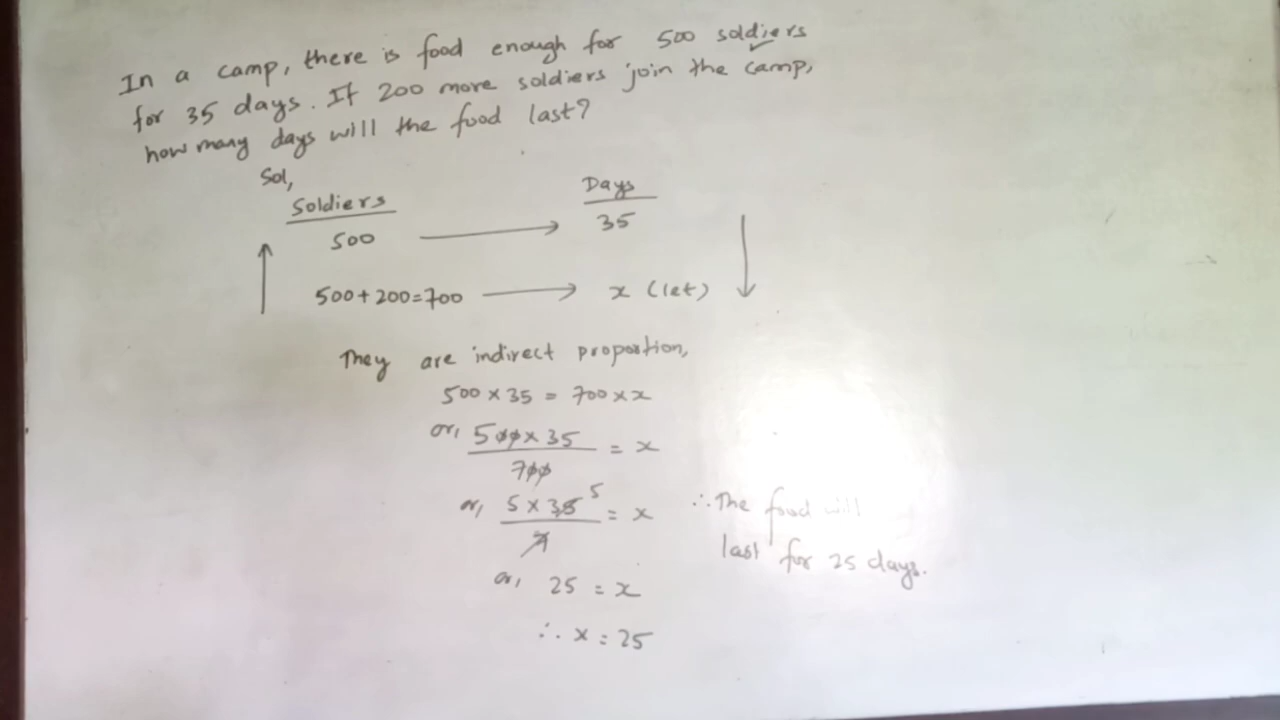 In a camp, there is food enough for 500 soldiers
for 35 days. If 200 more soldiers join the camp,
how many days will the food last?
Sol,
Soldiers Days
500 → 35
500+200=700 → x (let)
They are indirect proportion,
500 × 35 = 700 × x
or, 500 × 35 / 700 = x
or, 5 × 35 5 / 7 = x
or, 25 = x
∴ x = 25
∴ The food will
last for 25 days.